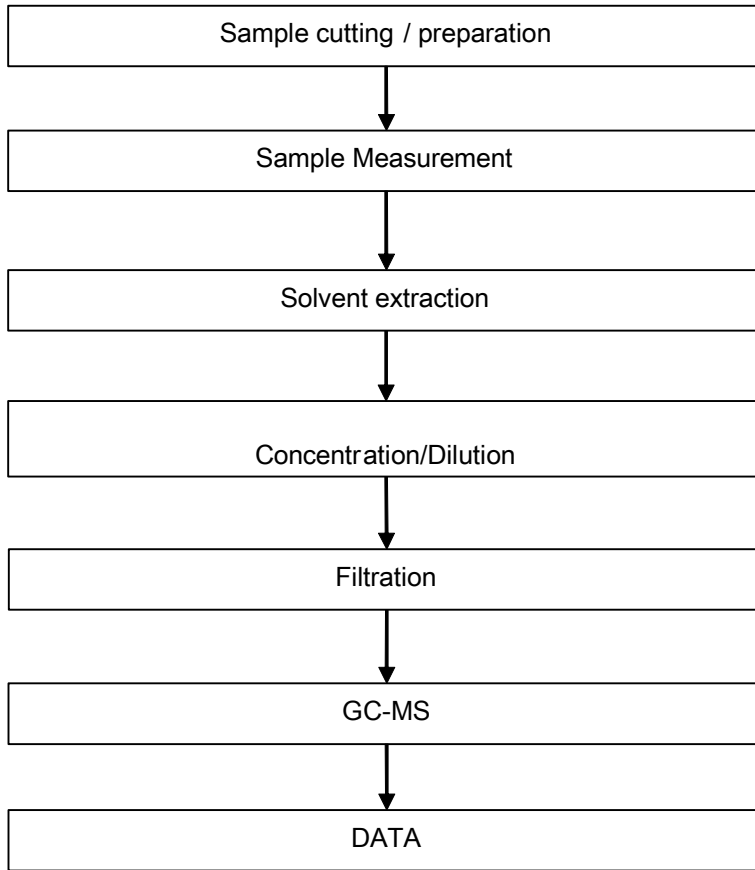 Sample cutting / preparation
Sample Measurement
Solvent extraction
Concentration/Dilution
Filtration
GC-MS
DATA